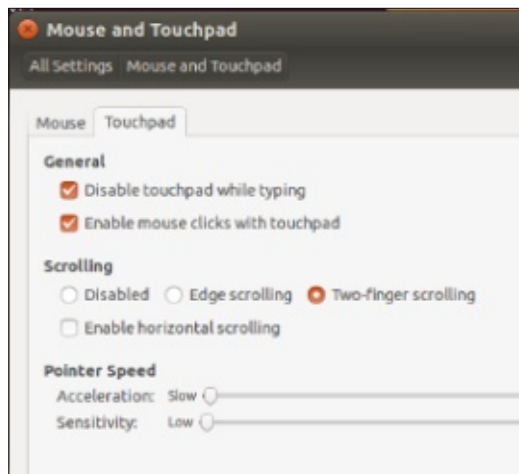 Mouse and Touchpad
All Settings Mouse and Touchpad
Mouse Touchpad
General
Disable touchpad while typing
Enable mouse clicks with touchpad
Scrolling
Disabled Edge scrolling Two-finger scrolling
Enable horizontal scrolling
Pointer Speed
Acceleration: Slow
Sensitivity: Low